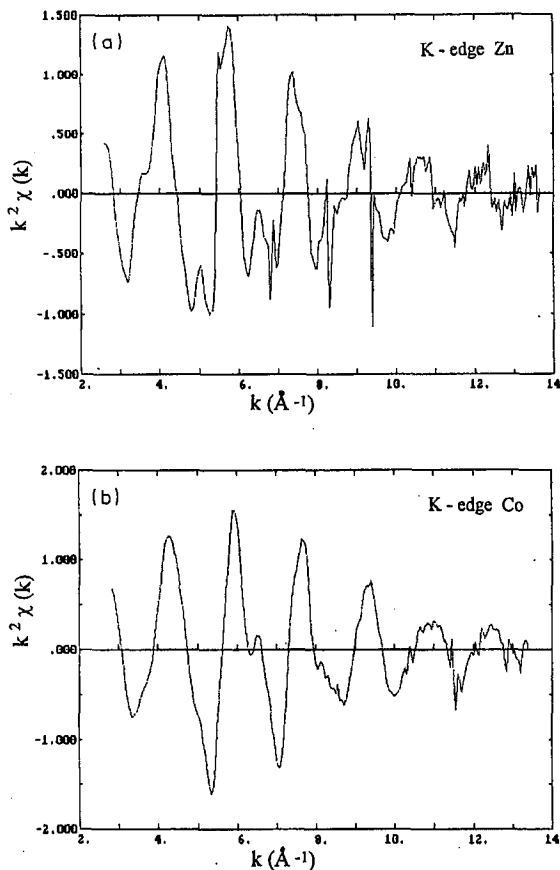 (a)
K - edge Zn
k² χ (k)
1.500
1.000
.500
.000
-.500
-1.000
-1.500
2. 4. 6. 8. 10. 12. 14
k (Å⁻¹)
(b)
K - edge Co
k² χ (k)
2.000
1.000
.000
-1.000
-2.000
2. 4. 6. 8. 10. 12. 14
k (Å⁻¹)